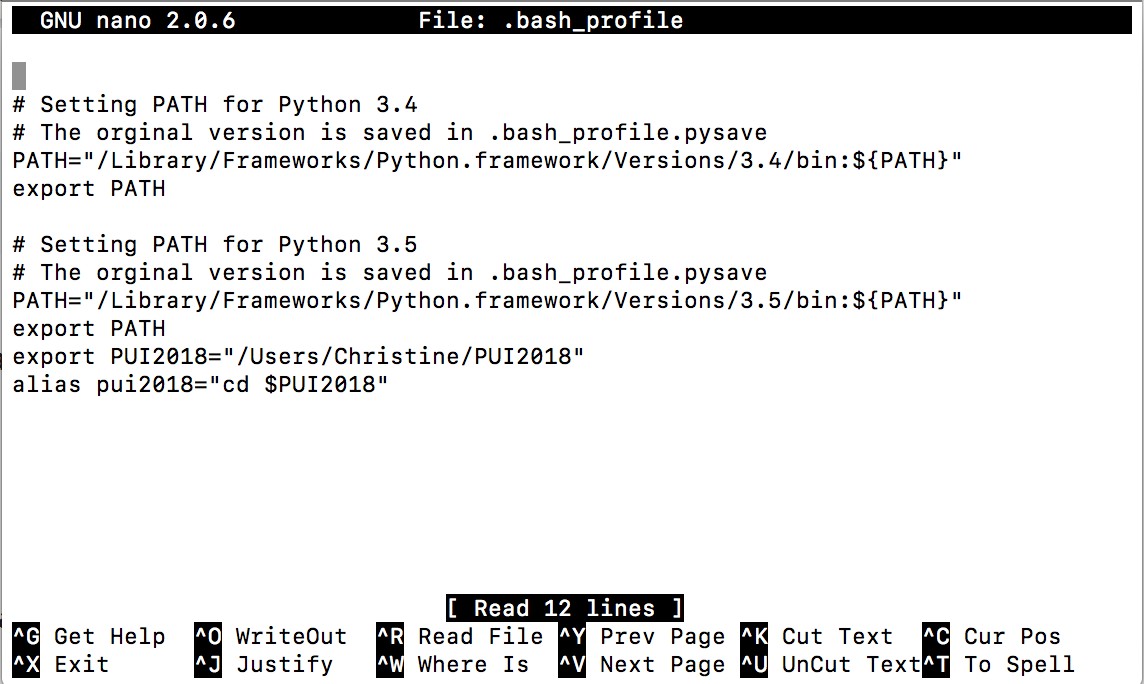 GNU nano 2.0.6 File: .bash_profile
# Setting PATH for Python 3.4
# The orginal version is saved in .bash_profile.pysave
PATH="/Library/Frameworks/Python.framework/Versions/3.4/bin:${PATH}"
export PATH
# Setting PATH for Python 3.5
# The orginal version is saved in .bash_profile.pysave
PATH="/Library/Frameworks/Python.framework/Versions/3.5/bin:${PATH}"
export PATH
export PUI2018="/Users/Christine/PUI2018"
alias pui2018="cd $PUI2018"
[ Read 12 lines ]
^G Get Help ^O WriteOut ^R Read File ^Y Prev Page ^K Cut Text ^C Cur Pos
^X Exit ^J Justify ^W Where Is ^V Next Page ^U UnCut Text^T To Spell